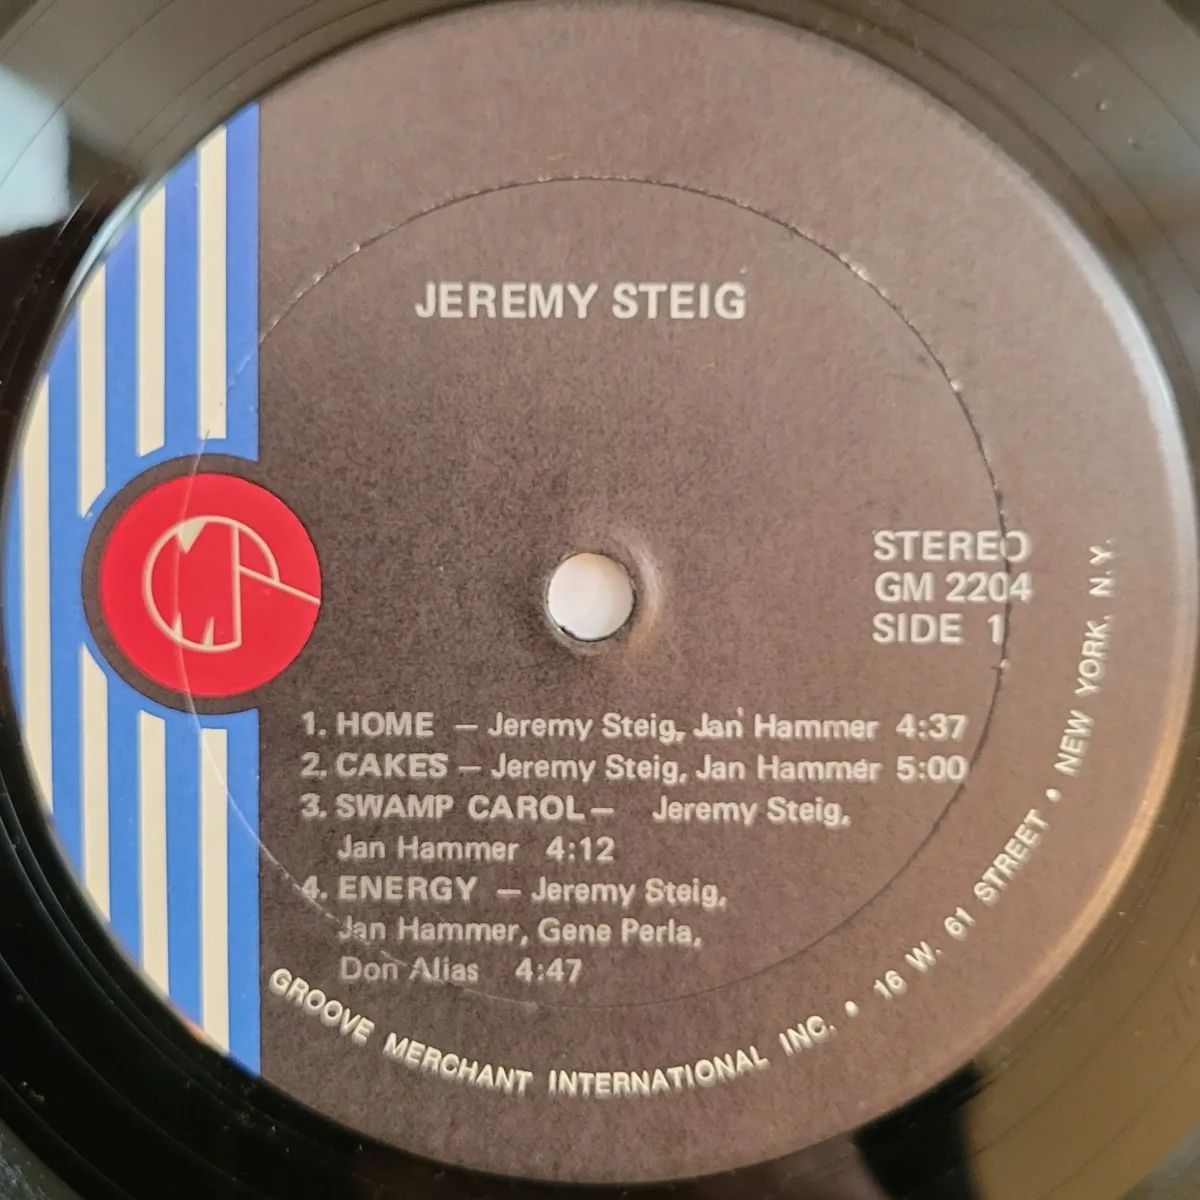 JEREMY STEIG
STEREO
GM 2204
SIDE 1
1. HOME — Jeremy Steig, Jan Hammer 4:37
2. CAKES — Jeremy Steig, Jan Hammer 5:00
3. SWAMP CAROL — Jeremy Steig,
Jan Hammer 4:12
4. ENERGY — Jeremy Steig,
Jan Hammer, Gene Perla,
Don Alias 4:47
GROOVE MERCHANT INTERNATIONAL INC. • 16 W. 61 STREET • NEW YORK, N.Y.